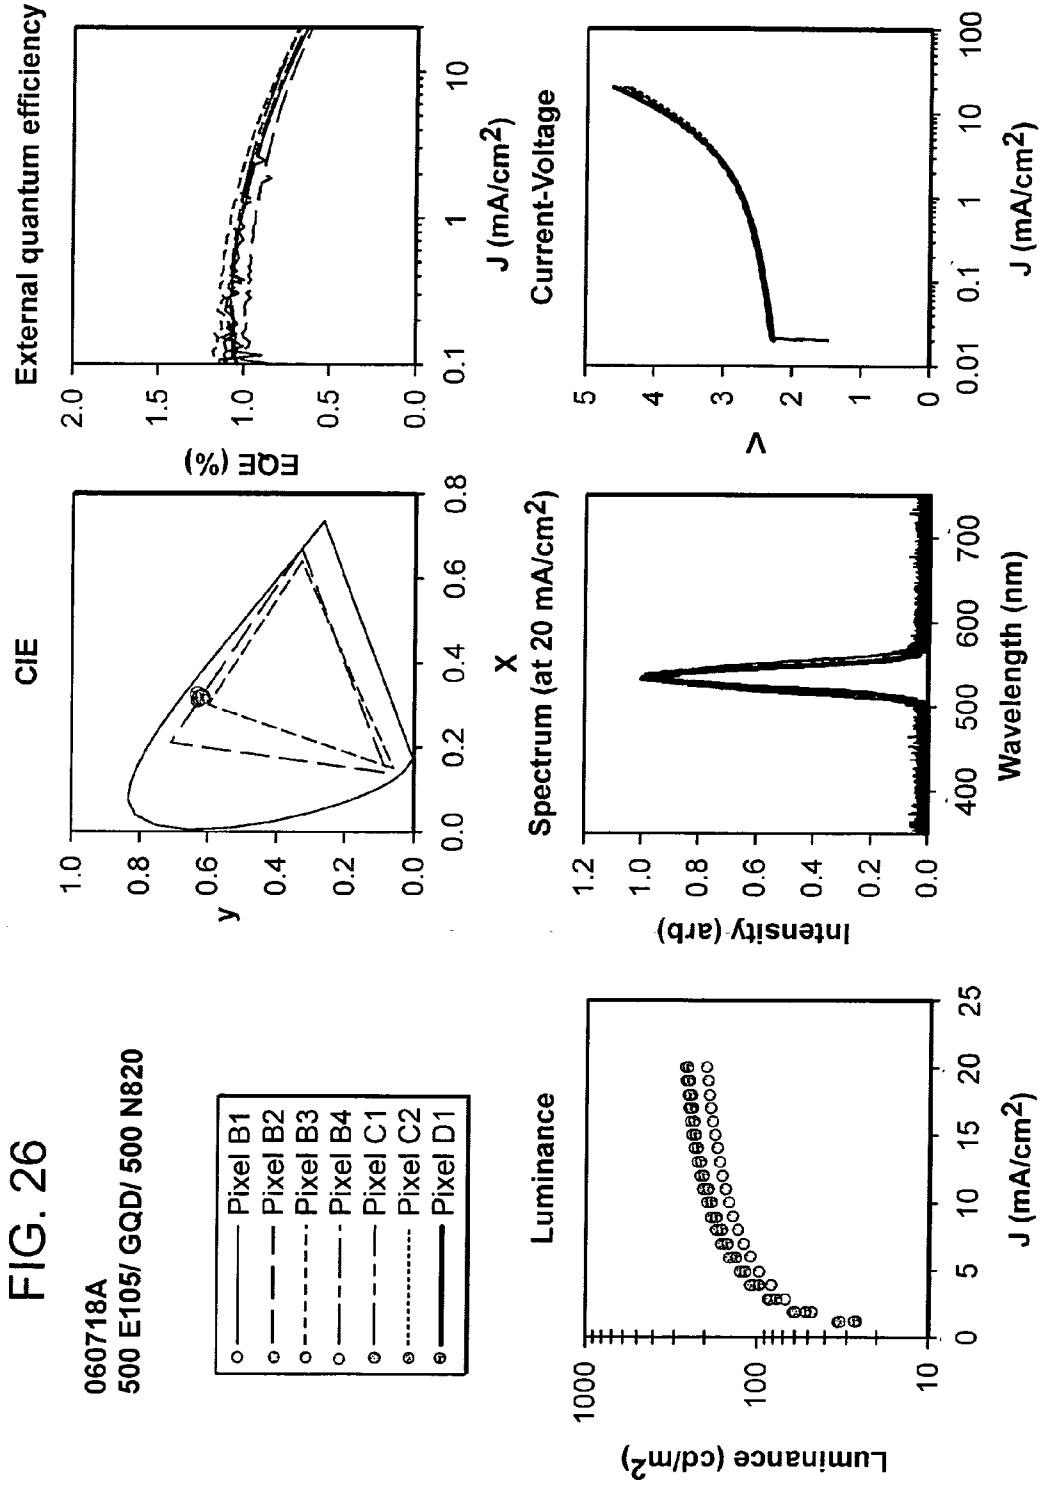 FIG. 26
060718A
500 E105/ GQD/ 500 N820
Pixel B1
Pixel B2
Pixel B3
Pixel B4
Pixel C1
Pixel C2
Pixel D1
CIE
y
1.0
0.8
0.6
0.4
0.2
0.0
0.0
0.2
0.4
0.6
0.8
X
External quantum efficiency
EQE (%)
2.0
1.5
1.0
0.5
0.0
0.1
1
10
J (mA/cm2)
Luminance
Luminance (cd/m2)
1000
100
10
0
5
10
15
20
25
J (mA/cm2)
Spectrum (at 20 mA/cm2)
Intensity (arb)
1.2
1.0
0.8
0.6
0.4
0.2
0.0
400
500
600
700
Wavelength (nm)
Current-Voltage
V
5
4
3
2
0
0.01
0.1
1
10
100
J (mA/cm2)